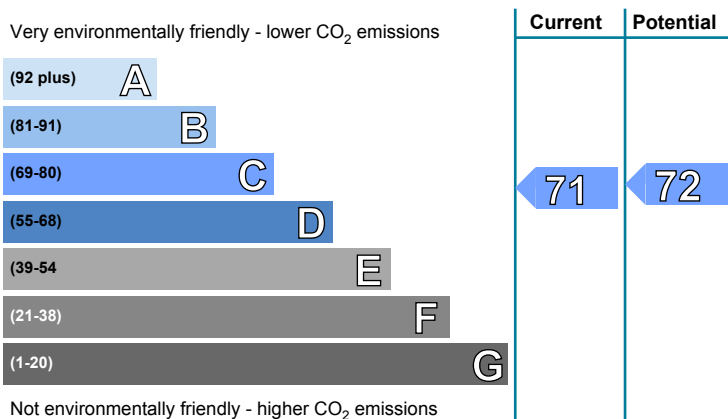 Current Potential
Very environmentally friendly - lower CO2 emissions
(92 plus) A
(81-91) B
(69-80) C
71 72
(55-68) D
(39-54 E
(21-38) F
(1-20) G
Not environmentally friendly - higher CO2 emissions